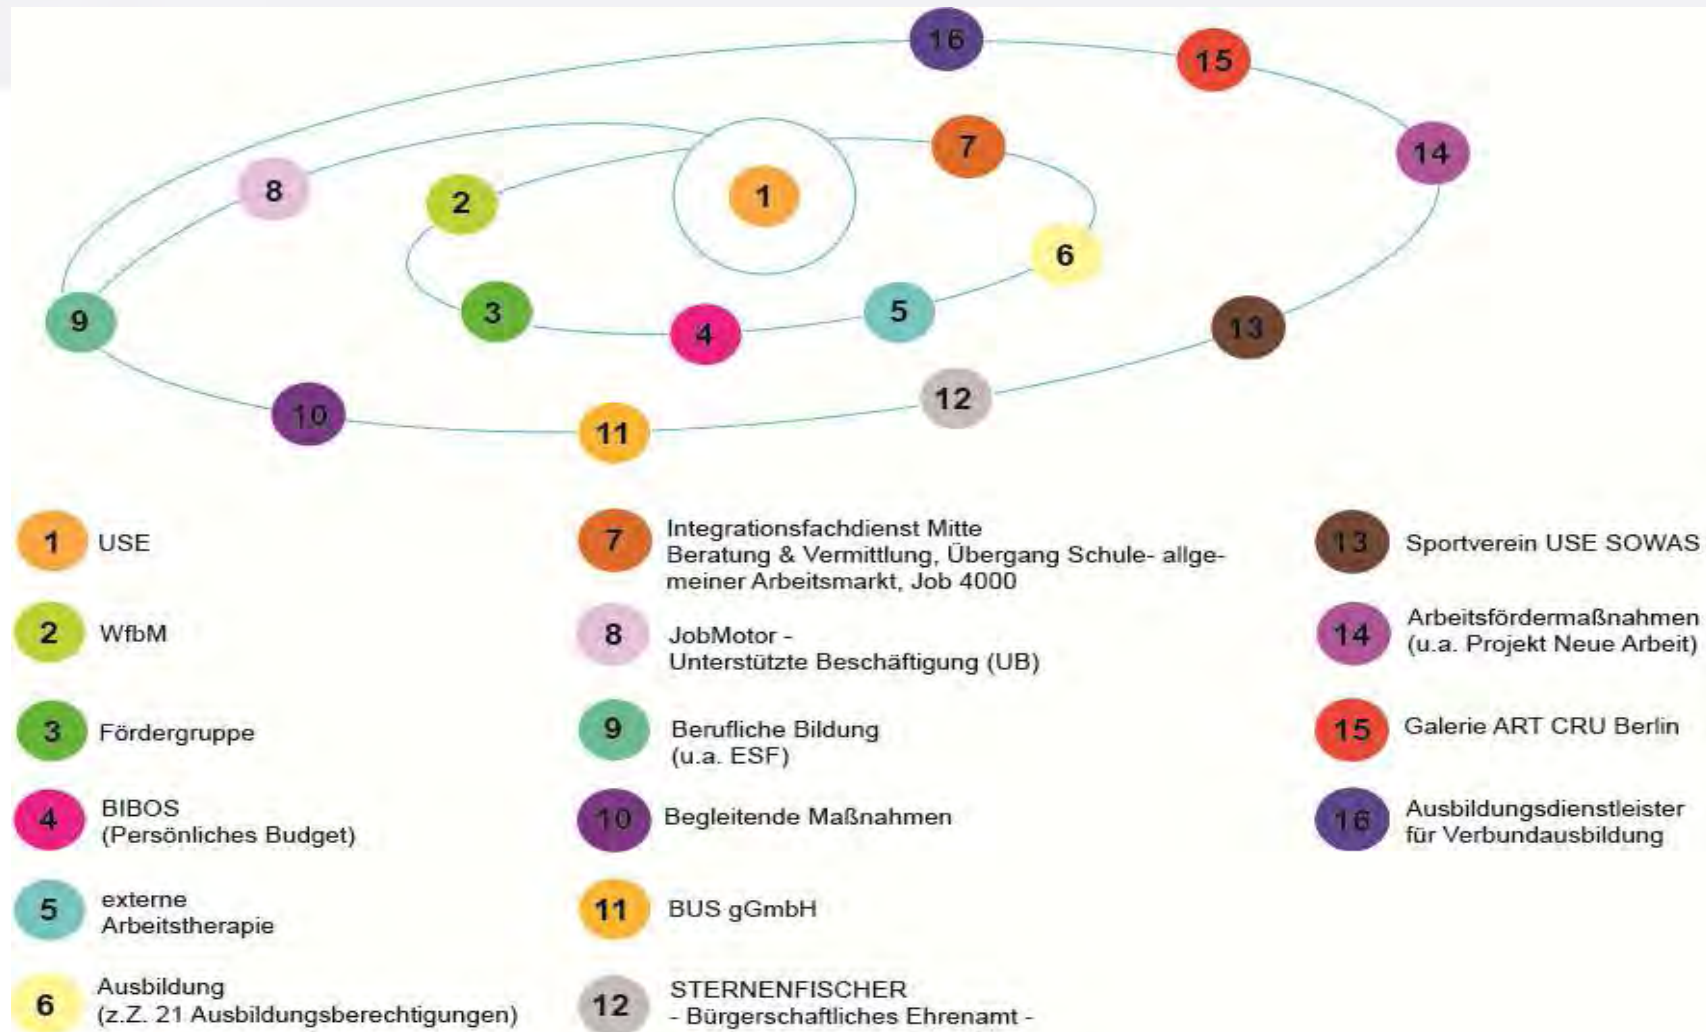 16
15
7
14
8
2
1
6
3
5
9
4
13
12
10
11
1 USE
2 WfbM
3 Fördergruppe
4 BIBOS
(Persönliches Budget)
5 externe
Arbeitstherapie
6 Ausbildung
(z.Z. 21 Ausbildungsberechtigungen)
7 Integrationsfachdienst Mitte
Beratung & Vermittlung, Übergang Schule- allge-
meiner Arbeitsmarkt, Job 4000
8 JobMotor -
Unterstützte Beschäftigung (UB)
9 Berufliche Bildung
(u.a. ESF)
10 Begleitende Maßnahmen
11 BUS gGmbH
12 STERNENFISCHER
- Bürgerschaftliches Ehrenamt -
13 Sportverein USE SOWAS
14 Arbeitsfördermaßnahmen
(u.a. Projekt Neue Arbeit)
15 Galerie ART CRU Berlin
16 Ausbildungsdienstleister
für Verbundausbildung